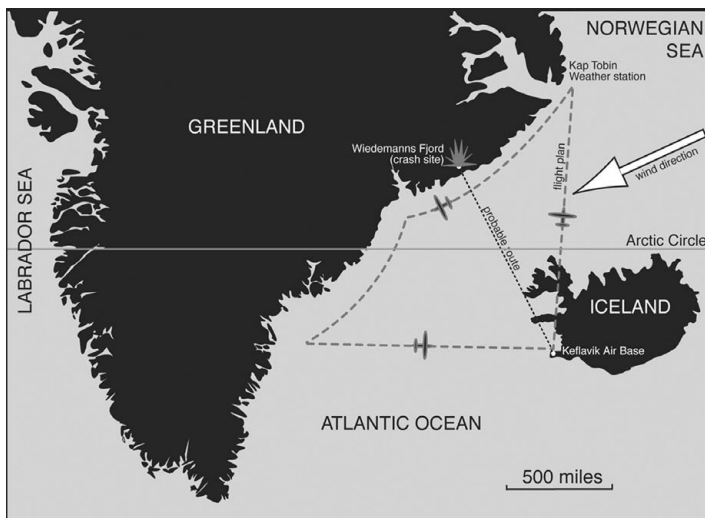 NORWEGIAN
SEA
Kap Tobin
Weather station
GREENLAND
Wiedemanns Fjord
(crash site)
flight plan
wind direction
probable route
LABRADOR SEA
Arctic Circle
ICELAND
Keflavik Air Base
ATLANTIC OCEAN
500 miles